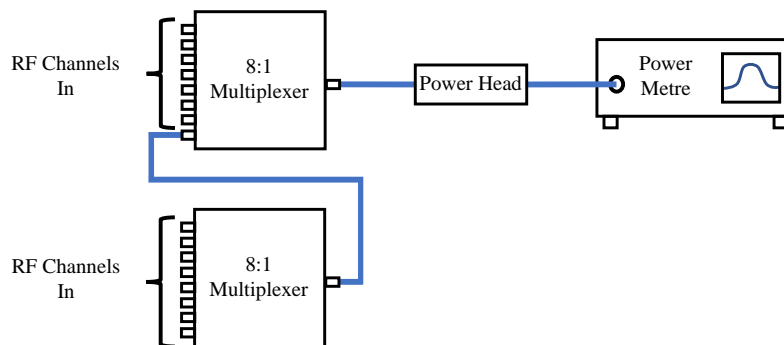 RF Channels
In
8:1
Multiplexer
Power Head
Power
Metre
RF Channels
In
8:1
Multiplexer